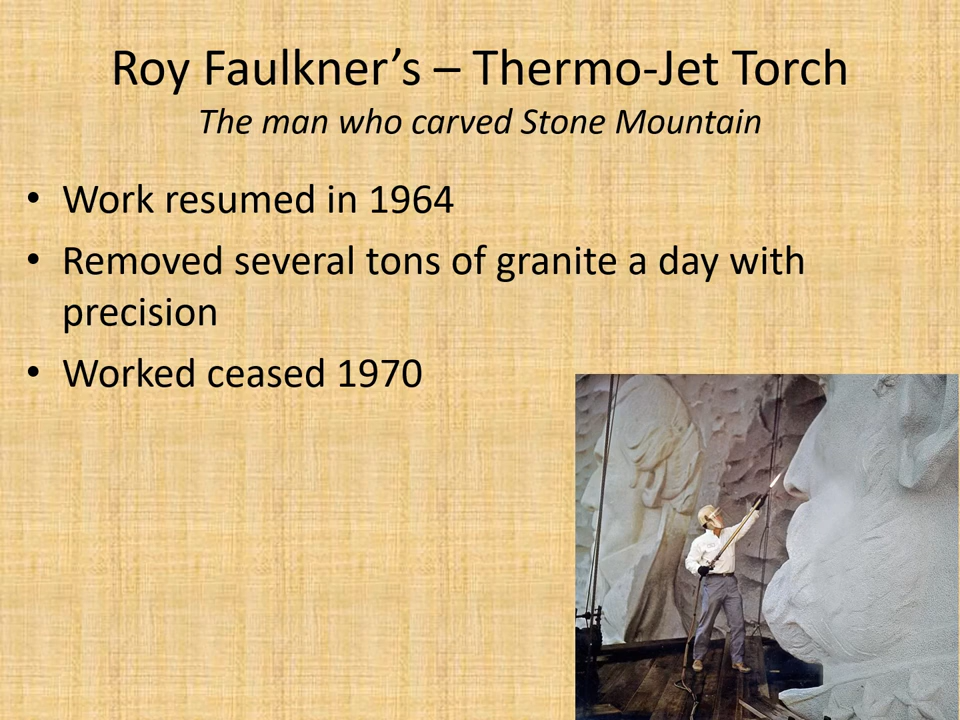 Roy Faulkner’s – Thermo-Jet Torch
The man who carved Stone Mountain
• Work resumed in 1964
• Removed several tons of granite a day with
precision
• Worked ceased 1970